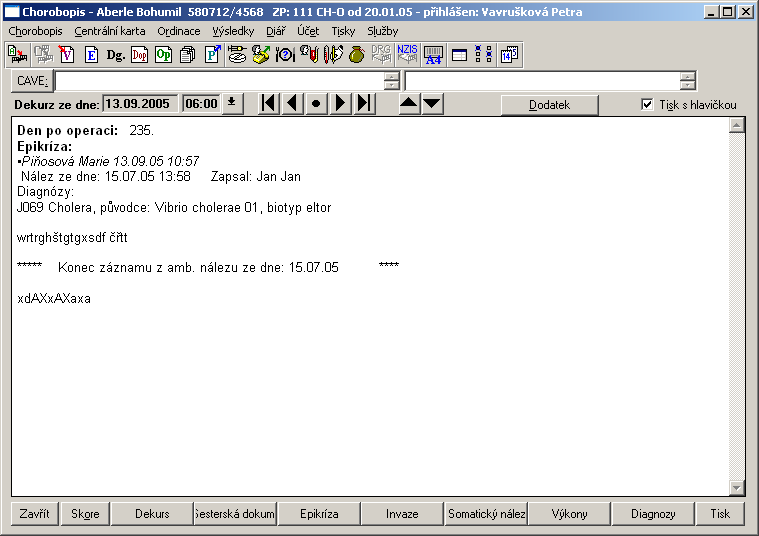 Chorobopis - Aberle Bohumil 580712/4568 ZP: 111 CH-O od 20.01.05 - přihlášen: Vavrušková Petra
Chorobopis Centrální karta Ordinace Výsledky Diář Účet Tisky Služby
V E Dg. Dop Op P DRG NZIS A4 14
CAVE:
Dekurz ze dne: 13.09.2005 06:00 Dodatek Tisk s hlavičkou
Den po operaci: 235.
Epikríza:
•Piňosová Marie 13.09.05 10:57
Nález ze dne: 15.07.05 13:58 Zapsal: Jan Jan
Diagnózy:
J069 Cholera, původce: Vibrio cholerae 01, biotyp eltor
wrtrghštgtgxsdf čřtt
***** Konec záznamu z amb. nálezu ze dne: 15.07.05 ****
xdAXxAXaxa
Zavřít Skore Dekurs Sesterská dokum Epikríza Invaze Somatický nález Výkony Diagnozy Tisk